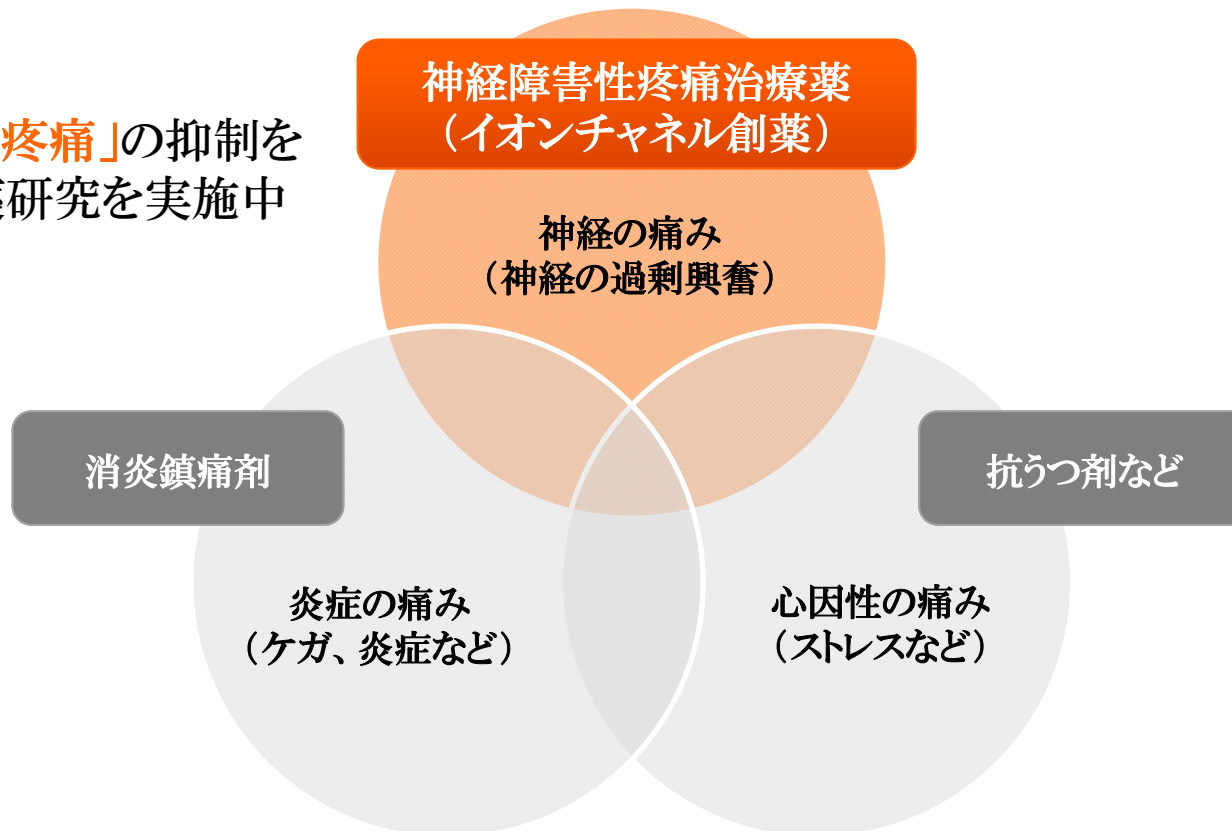 神経障害性疼痛治療薬
（イオンチャネル創薬）
疼痛」の抑制を
研究を実施中
神経の痛み
（神経の過剰興奮）
消炎鎮痛剤
抗うつ剤など
炎症の痛み
（ケガ、炎症など）
心因性の痛み
（ストレスなど）